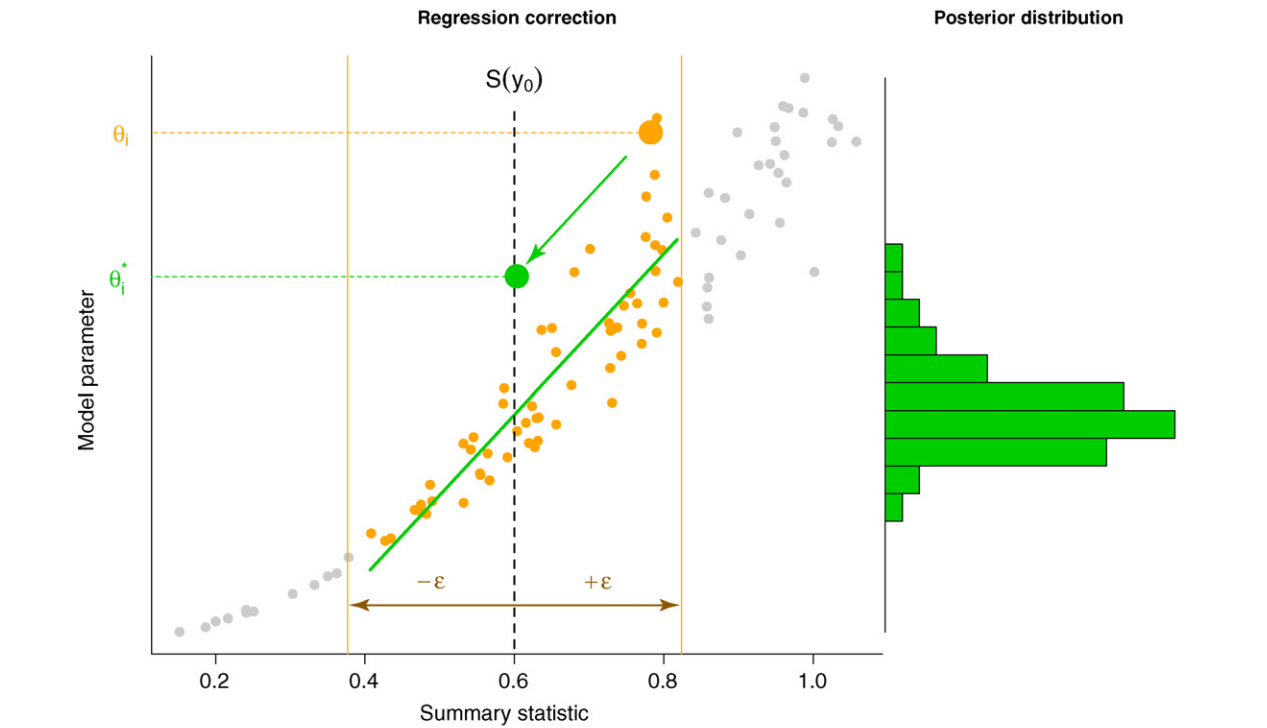 Regression correction
Posterior distribution
S(y₀)
θᵢ
θᵢ*
Model parameter
−ε
+ε
0.2 0.4 0.6 0.8 1.0
Summary statistic